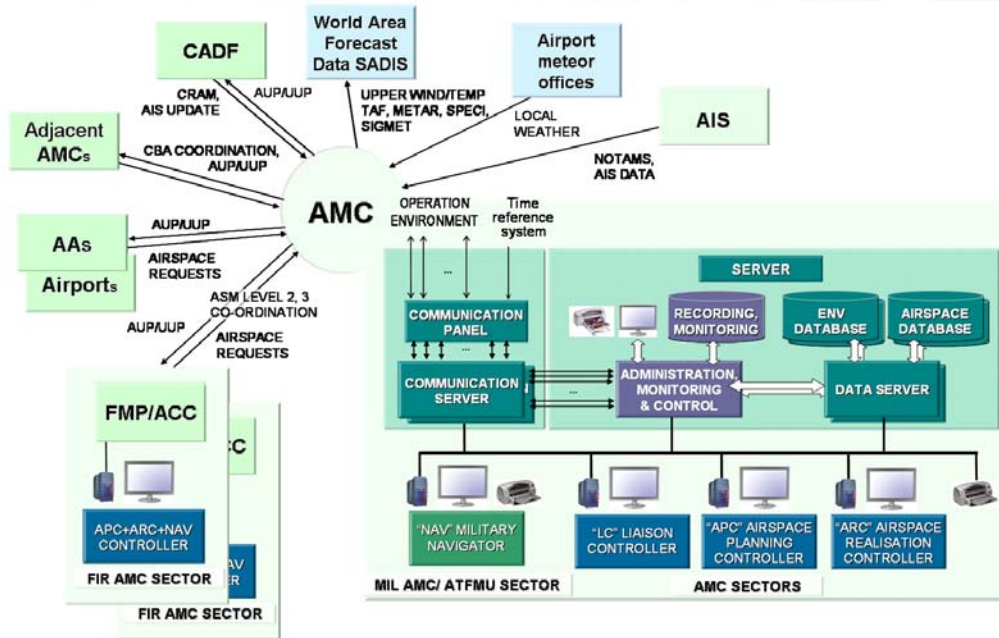 CADF
World Area
Forecast
Data SADIS
Airport
meteor
offices
AIS
Adjacent
AMCs
AAs
Airports
AMC
CRAM,
AIS UPDATE
AUP/UUP
UPPER WIND/TEMP
TAF, METAR, SPECI,
SIGMET
LOCAL
WEATHER
NOTAMS,
AIS DATA
CBA COORDINATION,
AUP/UUP
AUP/UUP
AIRSPACE
REQUESTS
ASM LEVEL 2, 3
CO-ORDINATION
AUP/UUP
AIRSPACE
REQUESTS
OPERATION
ENVIRONMENT
Time
reference
system
...
SERVER
COMMUNICATION
PANEL
...
COMMUNICATION
SERVER
N
...
RECORDING,
MONITORING
ADMINISTRATION,
MONITORING
& CONTROL
ENV
DATABASE
AIRSPACE
DATABASE
DATA SERVER
FMP/ACC
CC
APC+ARC+NAV
CONTROLLER
FIR AMC SECTOR
AV
ER
FIR AMC SECTOR
"NAV" MILITARY
NAVIGATOR
"LC" LIAISON
CONTROLLER
"APC" AIRSPACE
PLANNING
CONTROLLER
"ARC" AIRSPACE
REALISATION
CONTROLLER
MIL AMC/ ATFMU SECTOR
AMC SECTORS